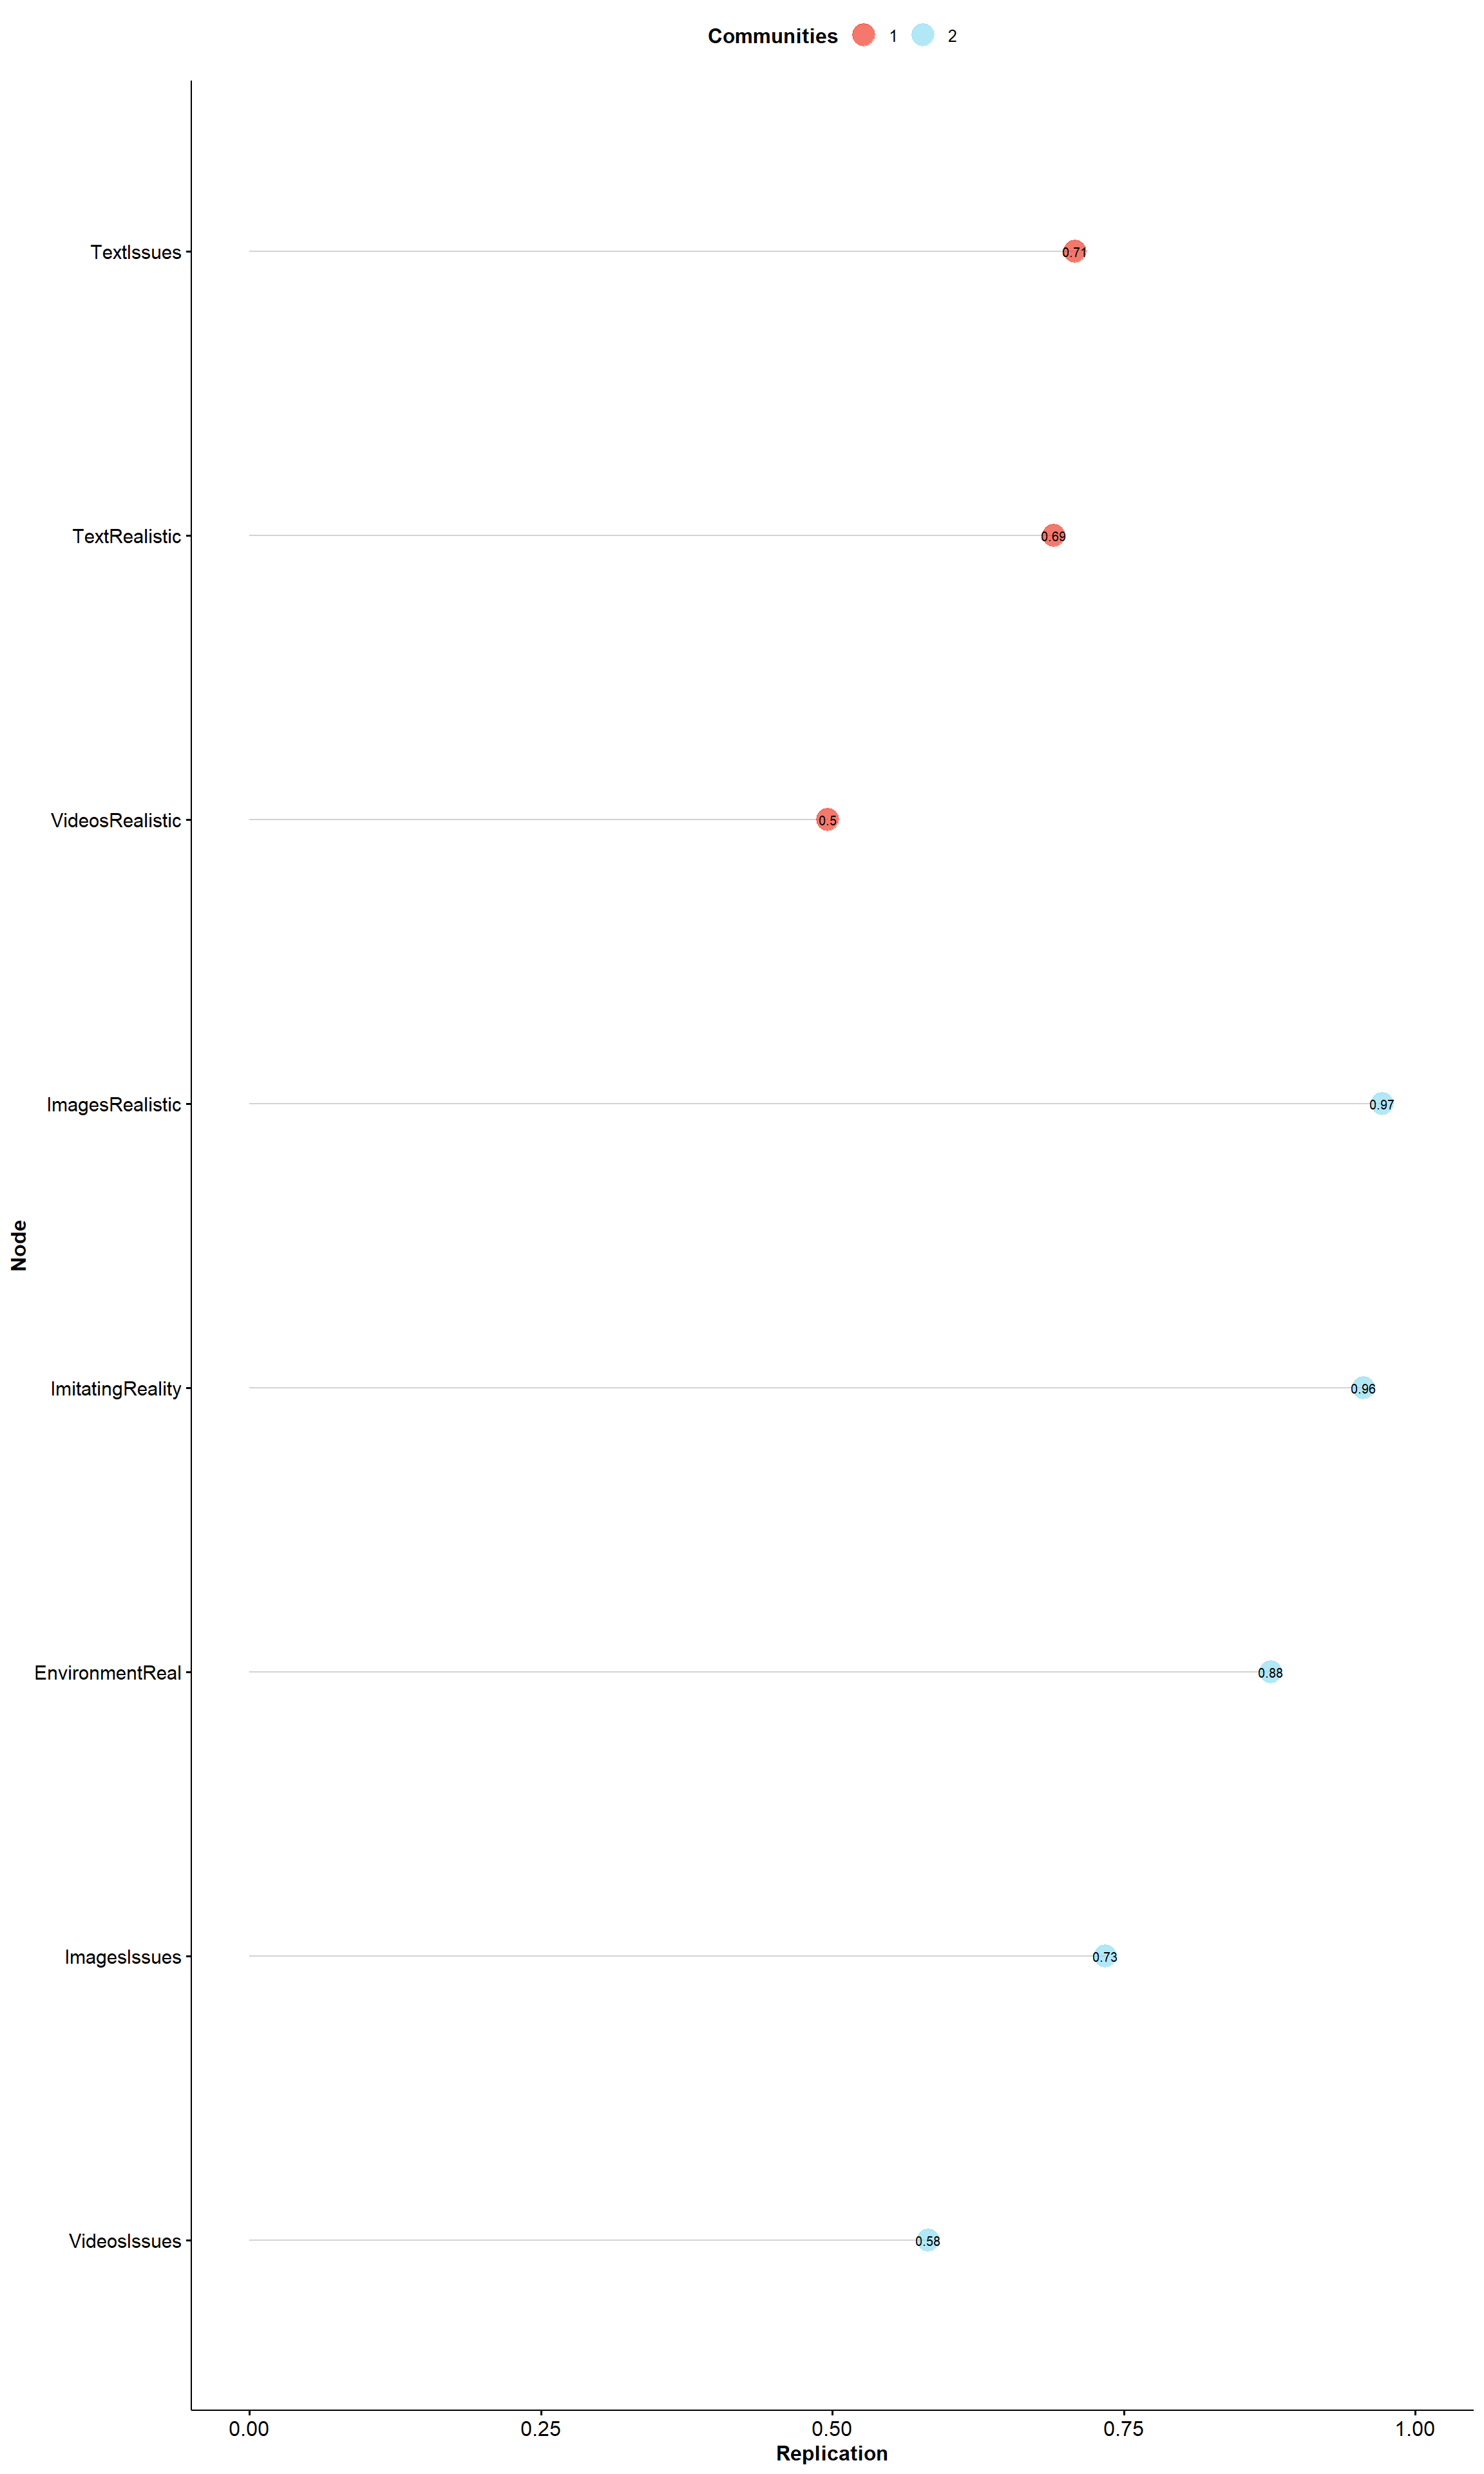 Communities 1 2
TextIssues 0.71
TextRealistic 0.69
VideosRealistic 0.5
ImagesRealistic 0.97
Node
ImitatingReality 0.96
EnvironmentReal 0.88
ImagesIssues 0.73
VideosIssues 0.58
0.00 0.25 0.50 0.75 1.00
Replication